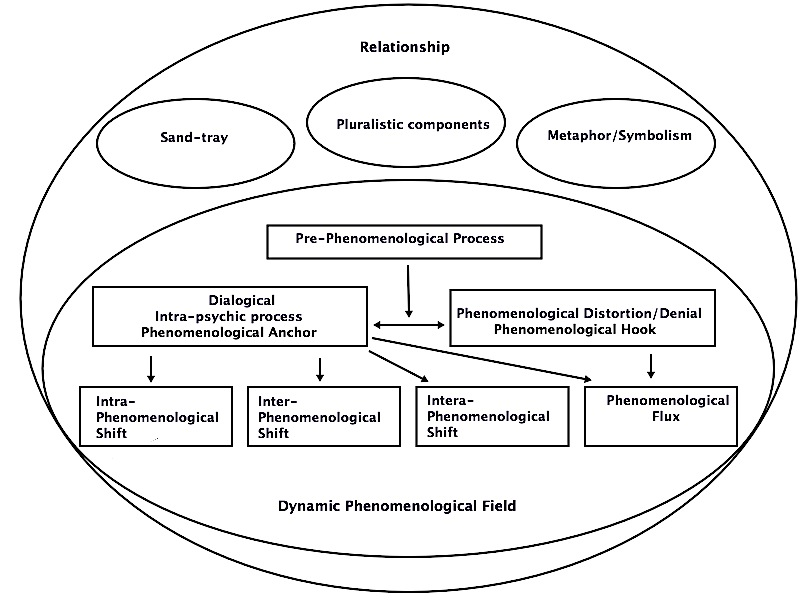 Relationship
Sand-tray
Pluralistic components
Metaphor/Symbolism
Pre-Phenomenological Process
Dialogical
Intra-psychic process
Phenomenological Anchor
Phenomenological Distortion/Denial
Phenomenological Hook
Intra-
Phenomenological
Shift
Inter-
Phenomenological
Shift
Intera-
Phenomenological
Shift
Phenomenological
Flux
Dynamic Phenomenological Field